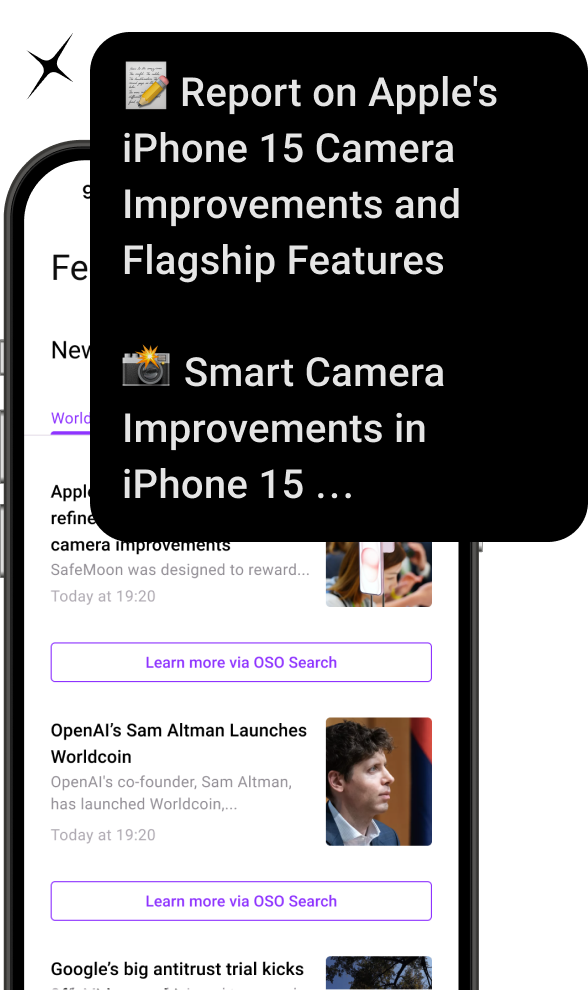 📝 Report on Apple's
iPhone 15 Camera
Improvements and
Flagship Features
📸 Smart Camera
Improvements in
iPhone 15 ...
9
Fe
New
World
Apple
refine
camera improvements
SafeMoon was designed to reward...
Today at 19:20
Learn more via OSO Search
OpenAI’s Sam Altman Launches
Worldcoin
OpenAI's co-founder, Sam Altman,
has launched Worldcoin,...
Today at 19:20
Learn more via OSO Search
Google’s big antitrust trial kicks